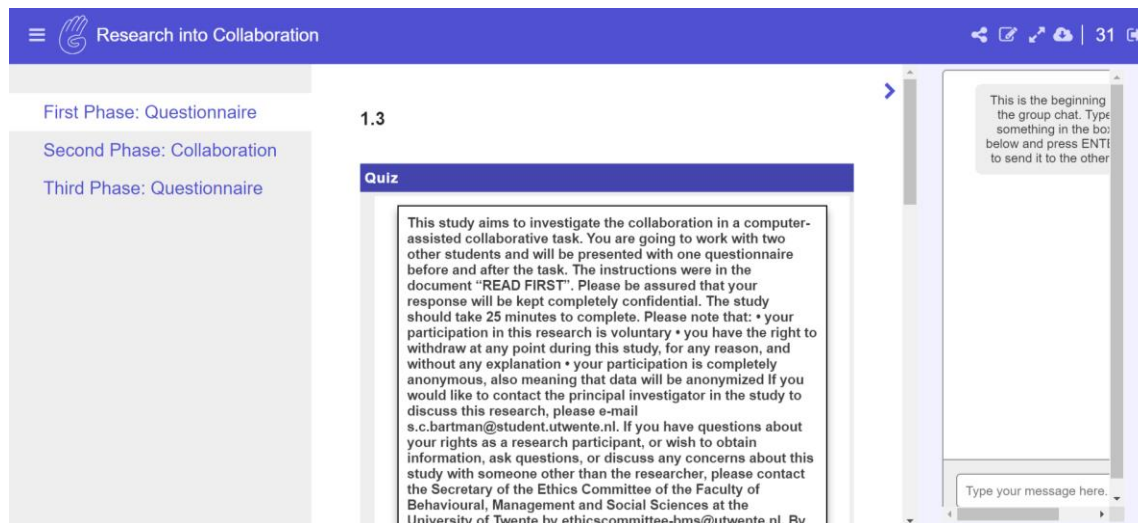 Research into Collaboration
31
First Phase: Questionnaire
Second Phase: Collaboration
Third Phase: Questionnaire
1.3
Quiz
This study aims to investigate the collaboration in a computer-
assisted collaborative task. You are going to work with two
other students and will be presented with one questionnaire
before and after the task. The instructions were in the
document “READ FIRST”. Please be assured that your
response will be kept completely confidential. The study
should take 25 minutes to complete. Please note that: • your
participation in this research is voluntary • you have the right to
withdraw at any point during this study, for any reason, and
without any explanation • your participation is completely
anonymous, also meaning that data will be anonymized If you
would like to contact the principal investigator in the study to
discuss this research, please e-mail
s.c.bartman@student.utwente.nl. If you have questions about
your rights as a research participant, or wish to obtain
information, ask questions, or discuss any concerns about this
study with someone other than the researcher, please contact
the Secretary of the Ethics Committee of the Faculty of
Behavioural, Management and Social Sciences at the
University of Twente by ethicscommittee-bms@utwente.nl. By
This is the beginning
the group chat. Type
something in the box
below and press ENTE
to send it to the other
Type your message here.